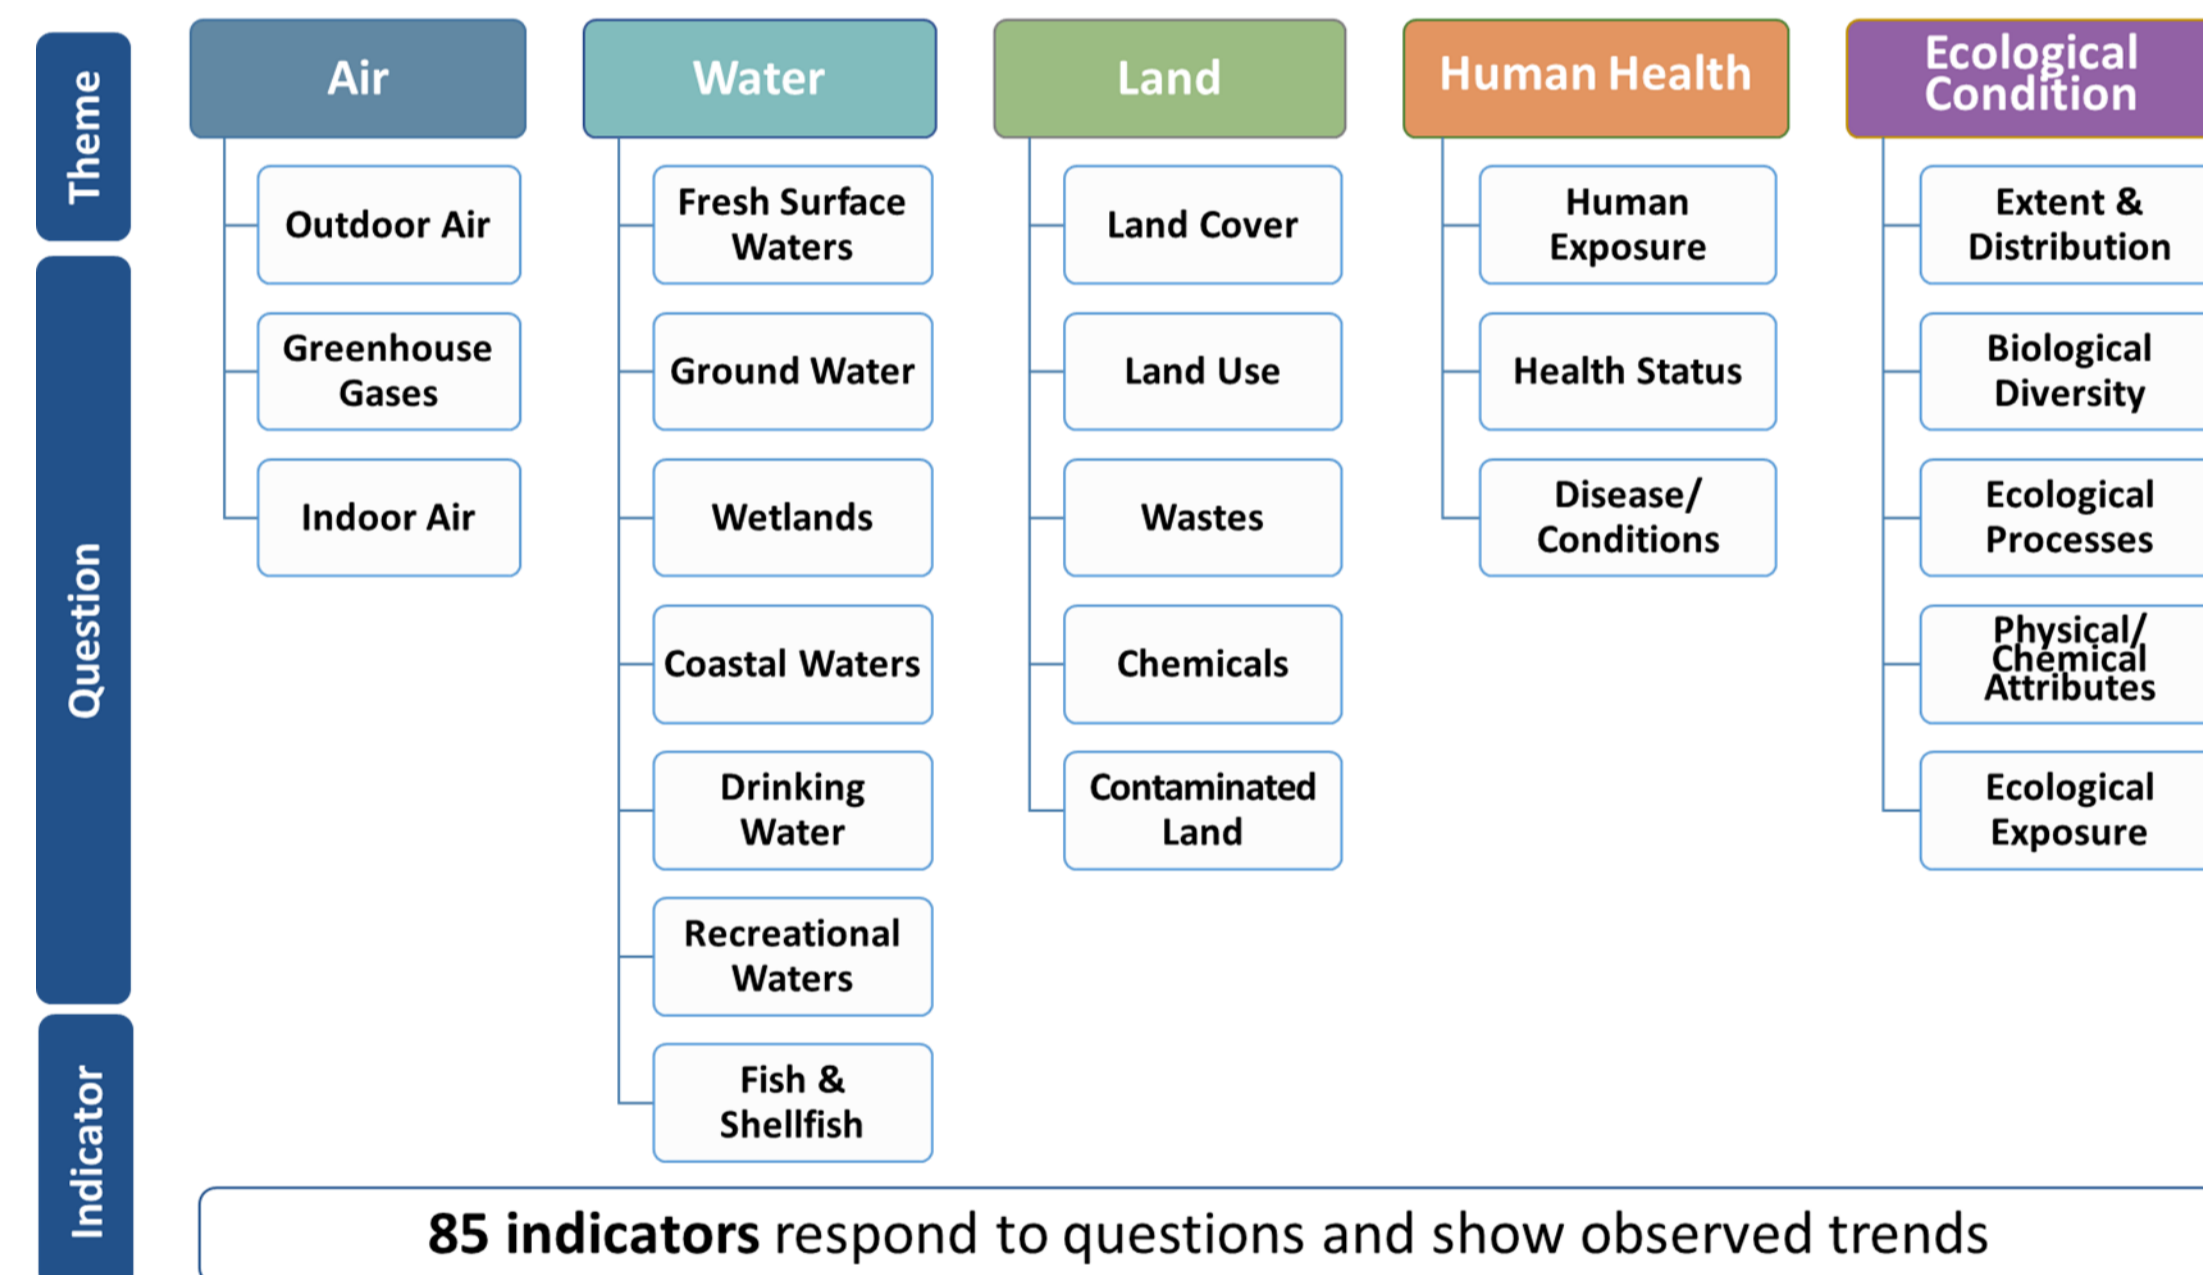 Theme
Question
Indicator
Air
Outdoor Air
Greenhouse
Gases
Indoor Air
Water
Fresh Surface
Waters
Ground Water
Wetlands
Coastal Waters
Drinking
Water
Recreational
Waters
Fish &
Shellfish
Land
Land Cover
Land Use
Wastes
Chemicals
Contaminated
Land
Human Health
Human
Exposure
Health Status
Disease/
Conditions
Ecological
Condition
Extent &
Distribution
Biological
Diversity
Ecological
Processes
Physical/
Chemical
Attributes
Ecological
Exposure
85 indicators respond to questions and show observed trends